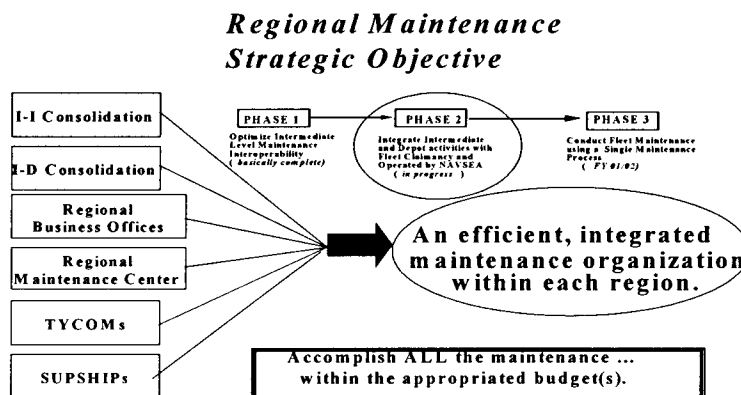 Regional Maintenance
Strategic Objective
I-I Consolidation
I-D Consolidation
Regional
Business Offices
Regional
Maintenance Center
TYCOMs
SUPSHIPs
PHASE 1
Optimize Intermediate
Level Maintenance
Interoperability
( basically complete )
PHASE 2
Integrate Intermediate
and Depot activities with
Fleet Claimancy and
Operated by NAVSEA
( in progress )
PHASE 3
Conduct Fleet Maintenance
using a Single Maintenance
Process
( FY 01/02 )
An efficient, integrated
maintenance organization
within each region.
Accomplish ALL the maintenance ...
within the appropriated budget(s).